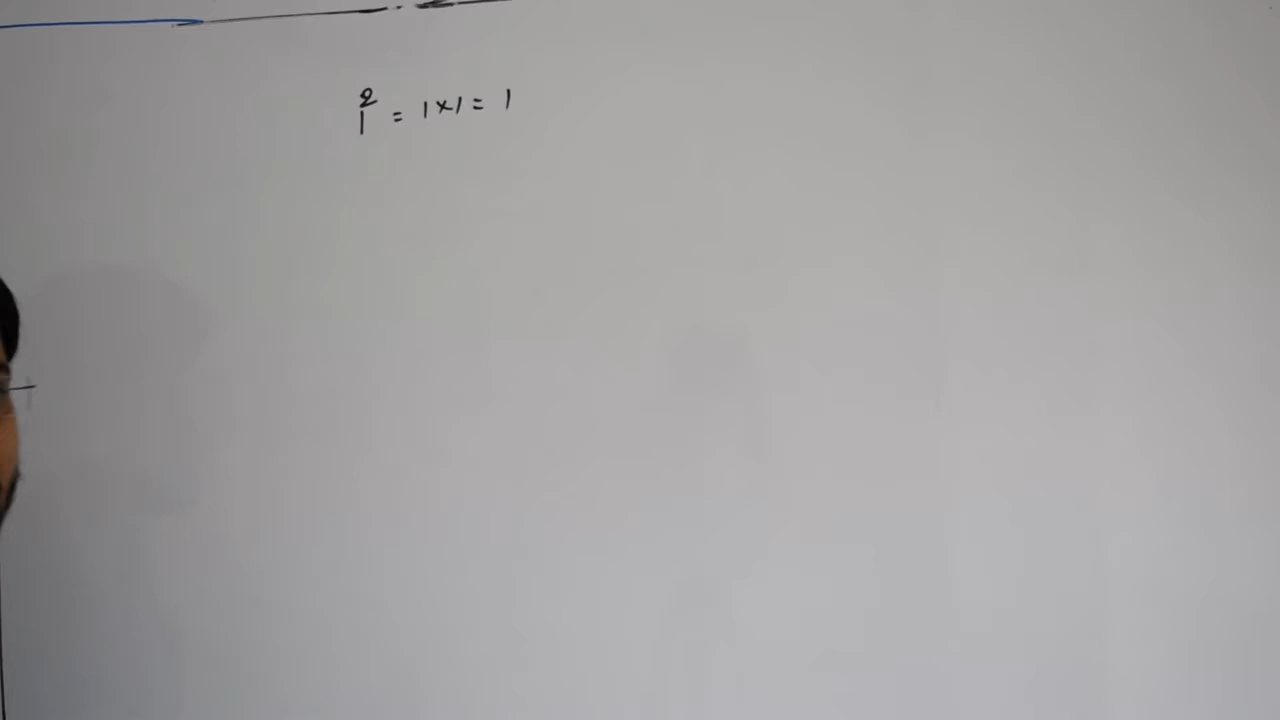 1² = 1×1 = 1